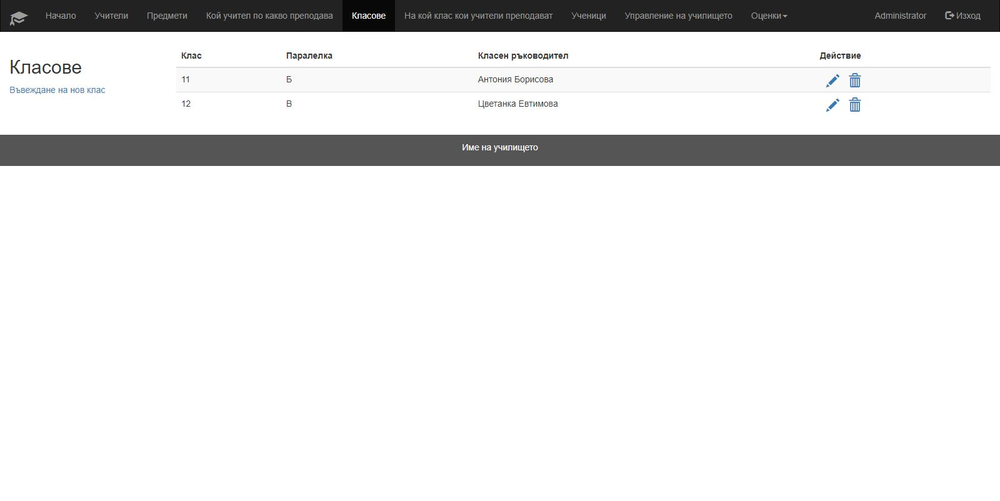 Начало Учители Предмети Кой учител по какво преподава Класове На кой клас кои учители преподават Ученици Управление на училището Оценки Administrator Изход
Класове
Въвеждане на нов клас
Клас Паралелка Класен ръководител Действие
11 Б Антония Борисова
12 В Цветанка Евтимова
Име на училището